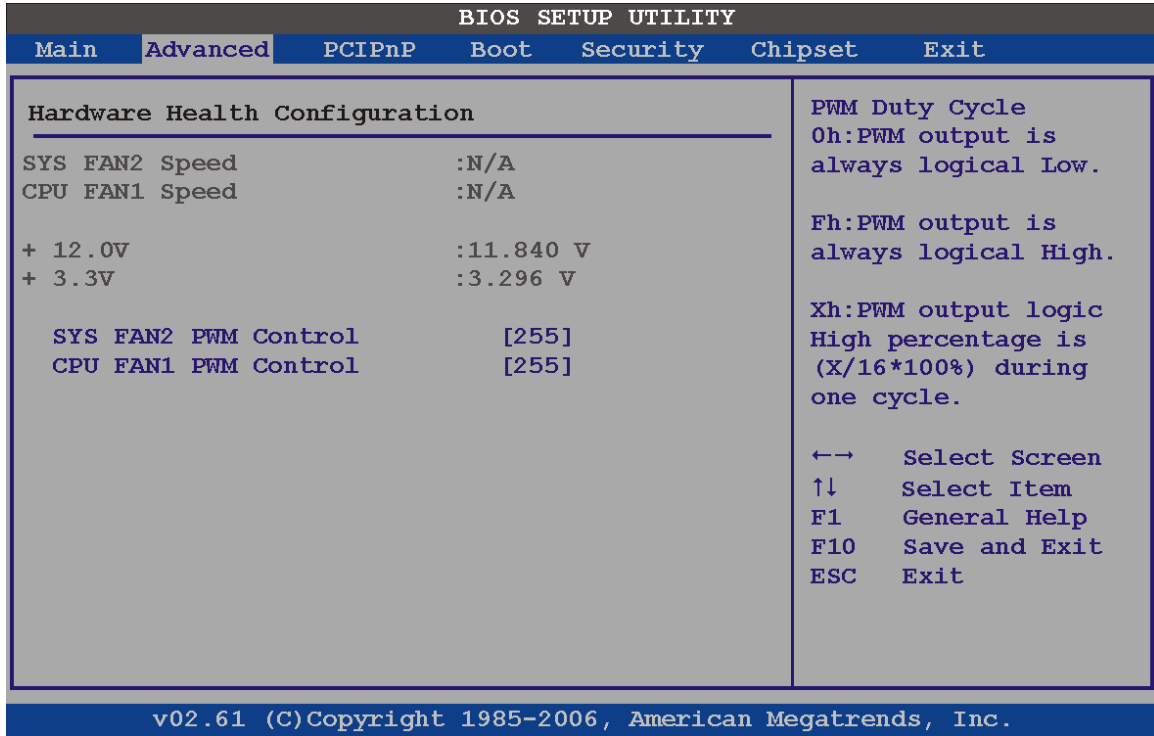 BIOS SETUP UTILITY
Main Advanced PCIPnP Boot Security Chipset Exit
Hardware Health Configuration
SYS FAN2 Speed :N/A
CPU FAN1 Speed :N/A
+ 12.0V :11.840 V
+ 3.3V :3.296 V
SYS FAN2 PWM Control [255]
CPU FAN1 PWM Control [255]
PWM Duty Cycle
0h:PWM output is
always logical Low.
Fh:PWM output is
always logical High.
Xh:PWM output logic
High percentage is
(X/16*100%) during
one cycle.
←→ Select Screen
↑↓ Select Item
F1 General Help
F10 Save and Exit
ESC Exit
v02.61 (C)Copyright 1985-2006, American Megatrends, Inc.